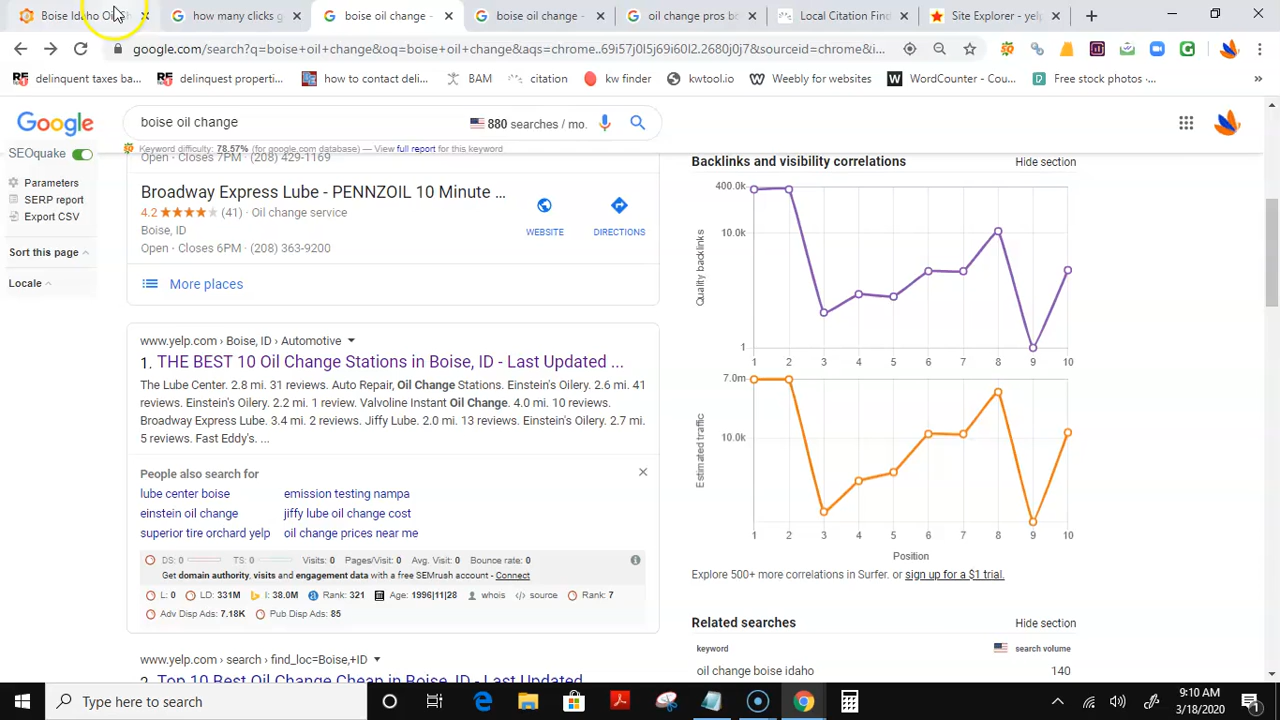 Boise Idaho Oil Ch
how many clicks g
boise oil change -
boise oil change -
oil change pros b
Local Citation Find
Site Explorer - yelp
google.com/search?q=boise+oil+change&oq=boise+oil+change&aqs=chrome..69i57j0l5j69i60l2.2680j0j7&sourceid=chrome&i...
delinquent taxes ba...
delinquest properti...
how to contact deli...
BAM
citation
kw finder
kwtool.io
Weebly for websites
WordCounter - Cou...
Free stock photos ·...
»
Google
boise oil change
880 searches / mo.
Keyword difficulty: 78.57% (for google.com database) — View full report for this keyword
SEOquake
Parameters
SERP report
Export CSV
Sort this page
Locale
Open · Closes 7PM · (208) 429-1169
Broadway Express Lube - PENNZOIL 10 Minute ...
4.2 ★★★★★ (41) · Oil change service
Boise, ID
Open · Closes 6PM · (208) 363-9200
WEBSITE
DIRECTIONS
More places
www.yelp.com › Boise, ID › Automotive
1. THE BEST 10 Oil Change Stations in Boise, ID - Last Updated ...
The Lube Center. 2.8 mi. 31 reviews. Auto Repair, Oil Change Stations. Einstein's Oilery. 2.6 mi. 41
reviews. Einstein's Oilery. 2.2 mi. 1 review. Valvoline Instant Oil Change. 4.0 mi. 10 reviews.
Broadway Express Lube. 3.4 mi. 2 reviews. Jiffy Lube. 2.0 mi. 13 reviews. Einstein's Oilery. 2.7 mi.
5 reviews. Fast Eddy's. ...
People also search for
lube center boise
emission testing nampa
einstein oil change
jiffy lube oil change cost
superior tire orchard yelp
oil change prices near me
DS: 0
TS: 0
Visits: 0
Pages/Visit: 0
Avg. Visit: 0
Bounce rate: 0
Get domain authority, visits and engagement data with a free SEMrush account - Connect
L: 0
LD: 331M
I: 38.0M
Rank: 321
Age: 1996|11|28
whois
source
Rank: 7
Adv Disp Ads: 7.18K
Pub Disp Ads: 85
www.yelp.com › search › find_loc=Boise,+ID
2. Top 10 Best Oil Change Cheap in Boise, ID - Last Updated ...
Backlinks and visibility correlations
Hide section
400.0k
10.0k
1
Quality backlinks
1 2 3 4 5 6 7 8 9 10
7.0m
10.0k
Estimated traffic
1 2 3 4 5 6 7 8 9 10
Position
Explore 500+ more correlations in Surfer. or sign up for a $1 trial.
Related searches
Hide section
keyword
search volume
oil change boise idaho
140
Type here to search
9:10 AM
3/18/2020
1